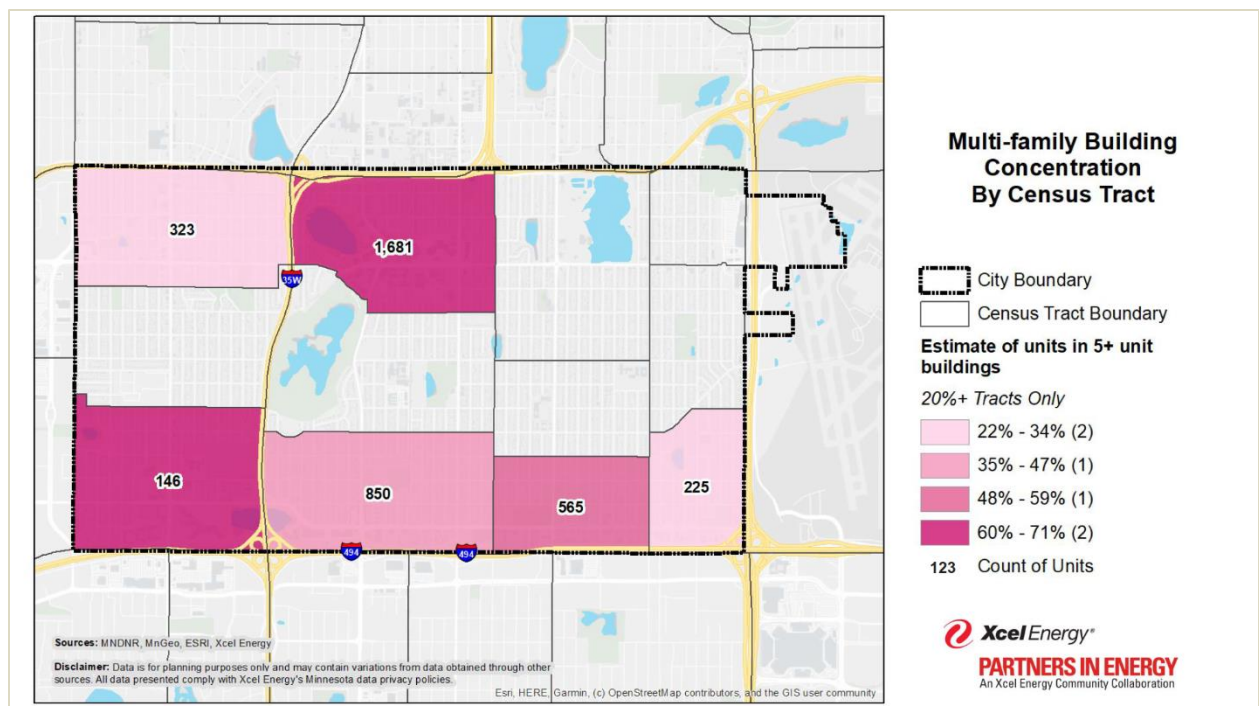 323
1,681
35W
146
850
565
225
494
494
Sources: MNDNR, MnGeo, ESRI, Xcel Energy
Disclaimer: Data is for planning purposes only and may contain variations from data obtained through other
sources. All data presented comply with Xcel Energy's Minnesota data privacy policies.
Esri, HERE, Garmin, (c) OpenStreetMap contributors, and the GIS user community
Multi-family Building
Concentration
By Census Tract
City Boundary
Census Tract Boundary
Estimate of units in 5+ unit
buildings
20%+ Tracts Only
22% - 34% (2)
35% - 47% (1)
48% - 59% (1)
60% - 71% (2)
123 Count of Units
Xcel Energy®
PARTNERS IN ENERGY
An Xcel Energy Community Collaboration